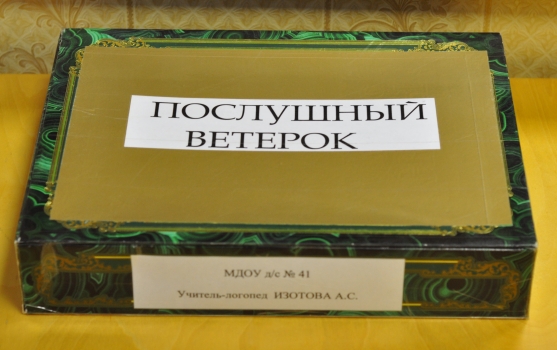 ПОСЛУШНЫЙ
ВЕТЕРОК
МДОУ д/с № 41
Учитель-логопед ИЗОТОВА А.С.